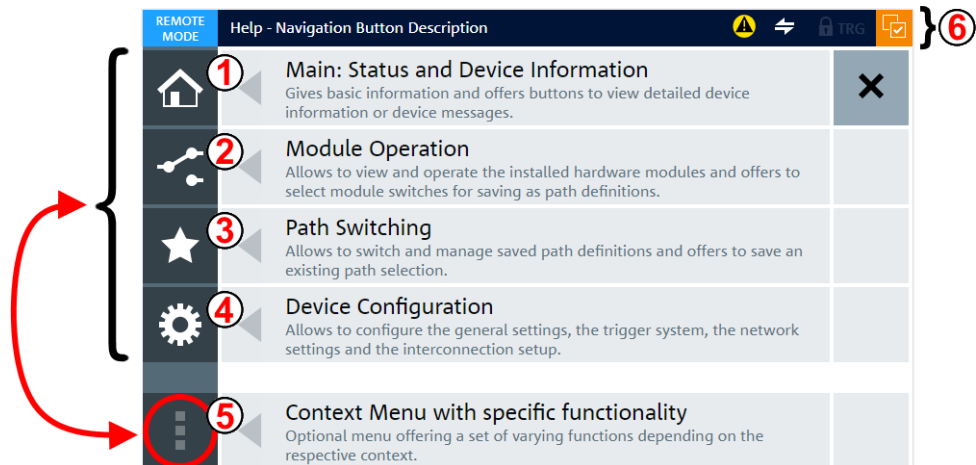 REMOTE
MODE
Help - Navigation Button Description
TRG
6
1
Main: Status and Device Information
Gives basic information and offers buttons to view detailed device
information or device messages.
2
Module Operation
Allows to view and operate the installed hardware modules and offers to
select module switches for saving as path definitions.
3
Path Switching
Allows to switch and manage saved path definitions and offers to save an
existing path selection.
4
Device Configuration
Allows to configure the general settings, the trigger system, the network
settings and the interconnection setup.
5
Context Menu with specific functionality
Optional menu offering a set of varying functions depending on the
respective context.